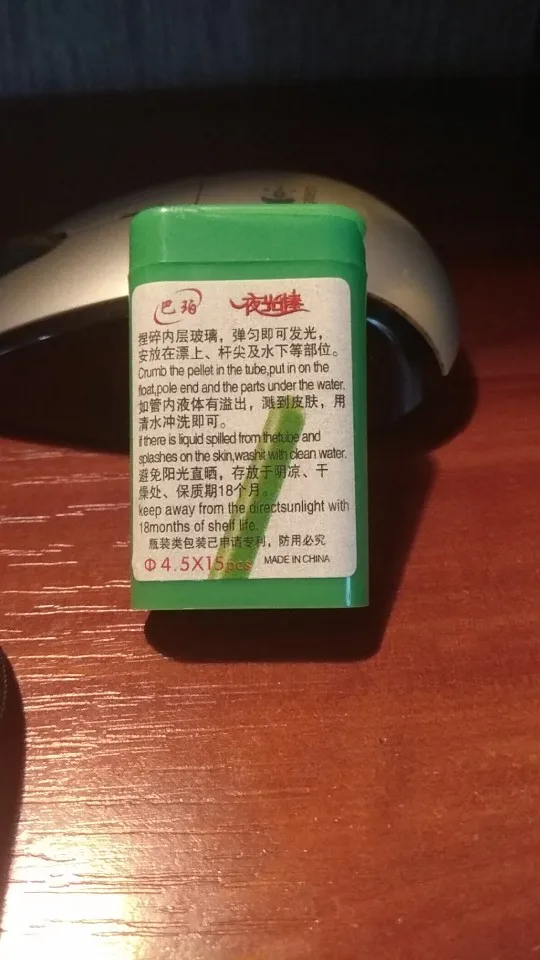 巴珀 夜光棒
捏碎内层玻璃，弹匀即可发光，
安放在漂上、杆尖及水下等部位。
Crumb the pellet in the tube,put in on the
float,pole end and the parts under the water.
如管内液体有溢出，溅到皮肤，用
清水冲洗即可。
if there is liquid spilled from thetube and
splashes on the skin,washit with clean water.
避免阳光直晒，存放于阴凉、干
燥处、保质期18个月。
keep away from the directsunlight with
18months of shelf life.
瓶装类包装已申请专利，防用必究
Φ4.5X15pcs MADE IN CHINA